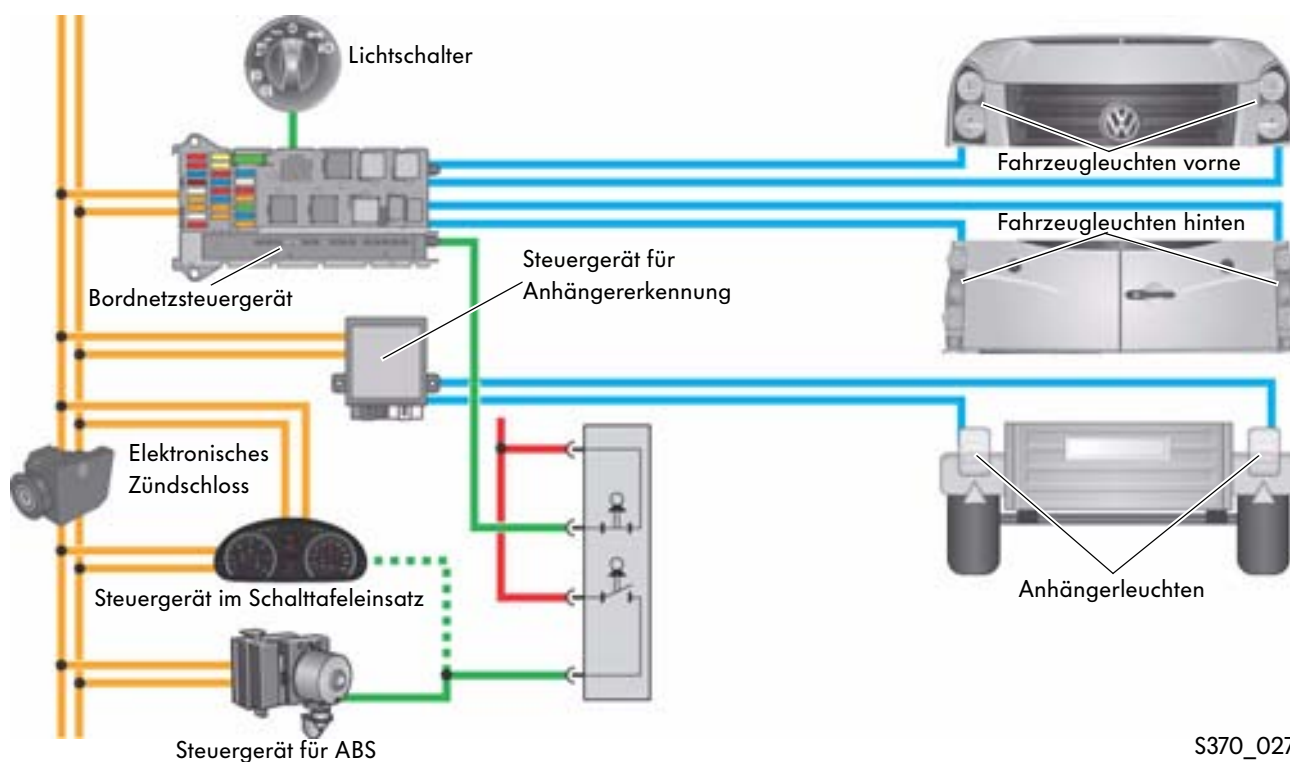 Lichtschalter
Fahrzeugleuchten vorne
Fahrzeugleuchten hinten
Bordnetzsteuergerät
Steuergerät für
Anhängererkennung
Elektronisches
Zündschloss
Steuergerät im Schalttafeleinsatz
Anhängerleuchten
Steuergerät für ABS
S370_027